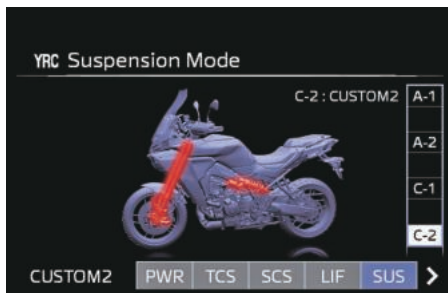 YRC Suspension Mode
C-2 : CUSTOM2
A-1
A-2
C-1
C-2
CUSTOM2 PWR TCS SCS LIF SUS >